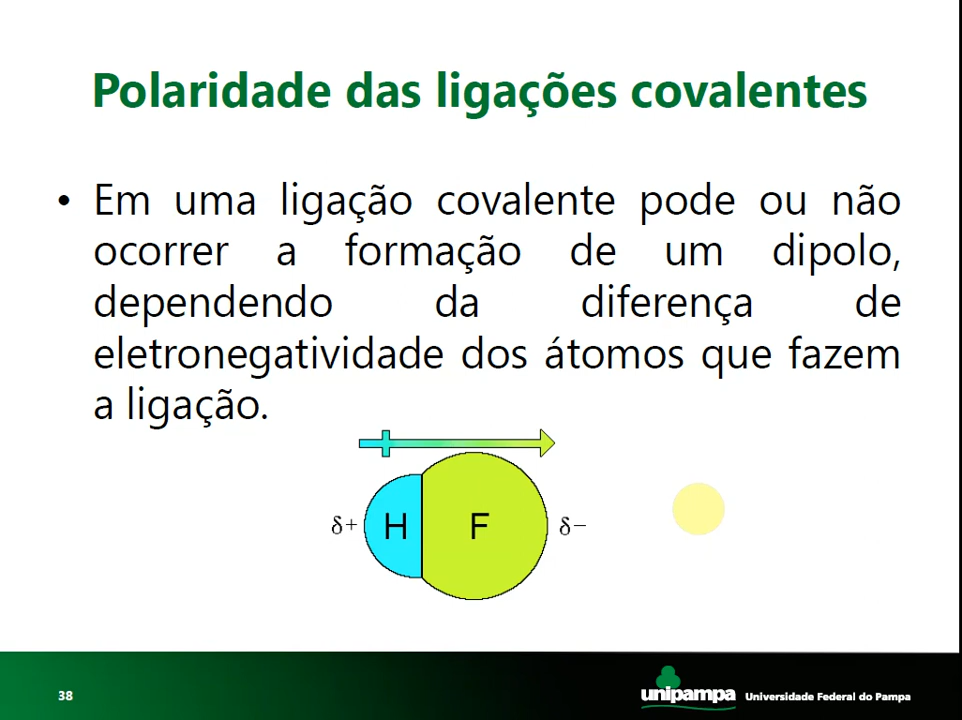 Polaridade das ligações covalentes
• Em uma ligação covalente pode ou não
ocorrer a formação de um dipolo,
dependendo da diferença de
eletronegatividade dos átomos que fazem
a ligação.
δ+ H F δ−
38
unipampa Universidade Federal do Pampa